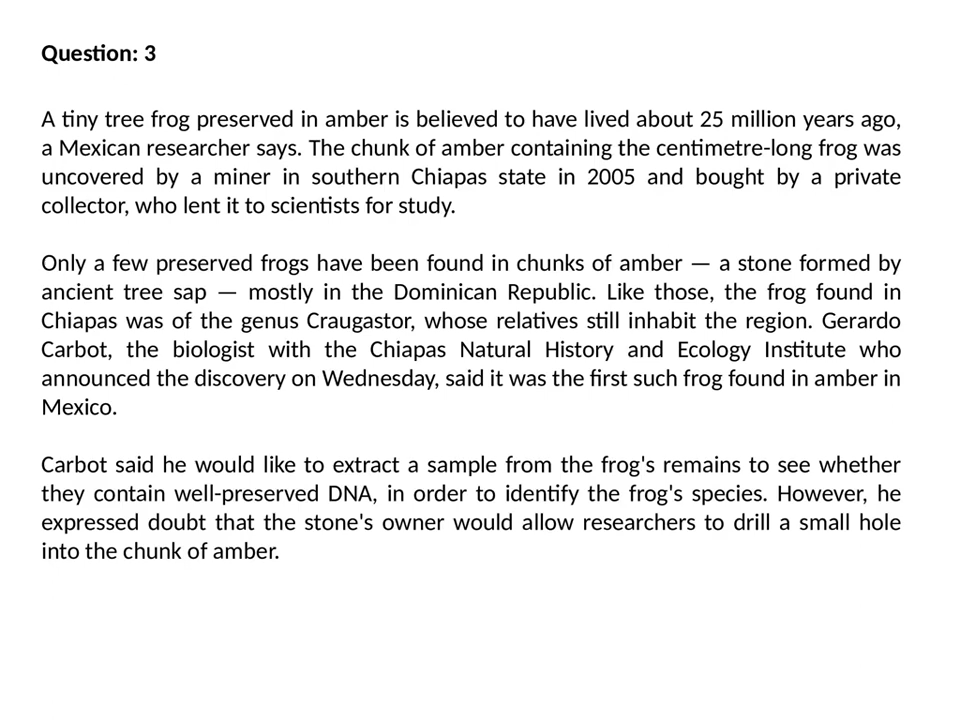 Question: 3
A tiny tree frog preserved in amber is believed to have lived about 25 million years ago,
a Mexican researcher says. The chunk of amber containing the centimetre-long frog was
uncovered by a miner in southern Chiapas state in 2005 and bought by a private
collector, who lent it to scientists for study.
Only a few preserved frogs have been found in chunks of amber — a stone formed by
ancient tree sap — mostly in the Dominican Republic. Like those, the frog found in
Chiapas was of the genus Craugastor, whose relatives still inhabit the region. Gerardo
Carbot, the biologist with the Chiapas Natural History and Ecology Institute who
announced the discovery on Wednesday, said it was the first such frog found in amber in
Mexico.
Carbot said he would like to extract a sample from the frog's remains to see whether
they contain well-preserved DNA, in order to identify the frog's species. However, he
expressed doubt that the stone's owner would allow researchers to drill a small hole
into the chunk of amber.